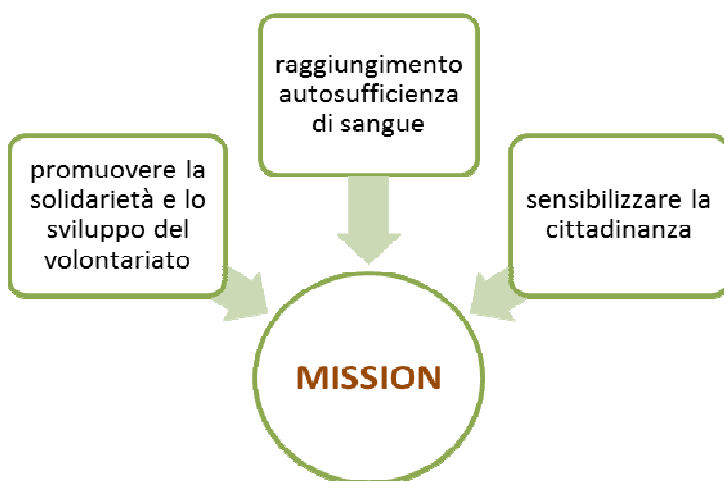 promuovere la
solidarietà e lo
sviluppo del
volontariato
raggiungimento
autosufficienza
di sangue
sensibilizzare la
cittadinanza
MISSION